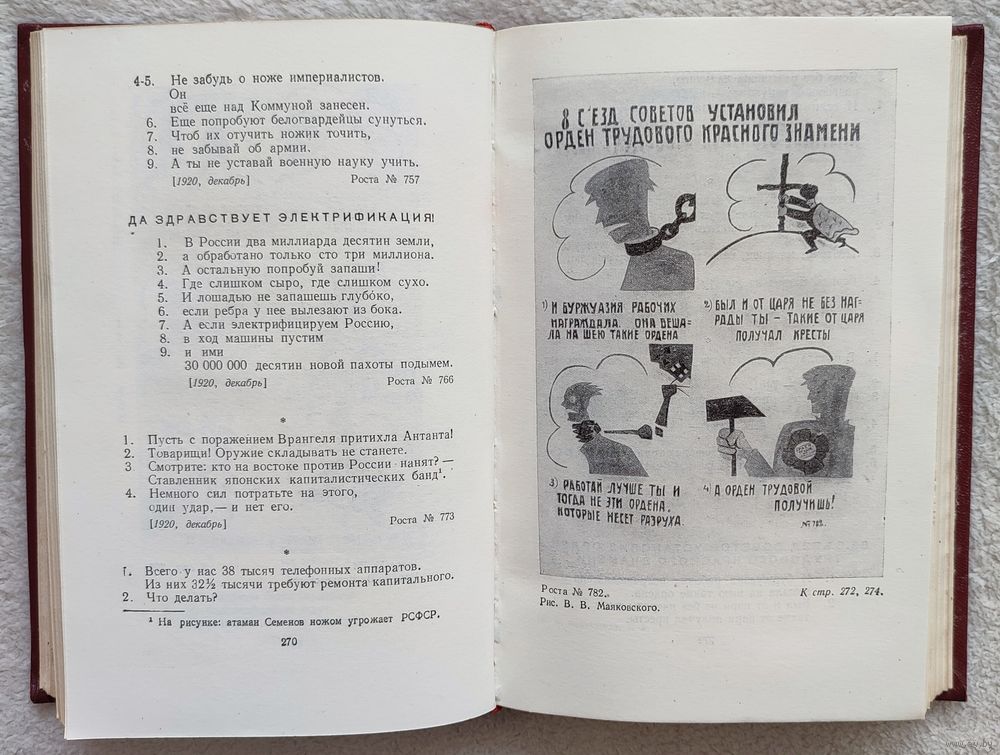 4-5. Не забудь о ноже империалистов.
Он
всё еще над Коммуной занесен.
6. Еще попробуют белогвардейцы сунуться.
7. Чтоб их отучить ножик точить,
8. не забывай об армии.
9. А ты не уставай военную науку учить.
[1920, декабрь] Роста № 757
ДА ЗДРАВСТВУЕТ ЭЛЕКТРИФИКАЦИЯ!
1. В России два миллиарда десятин земли,
2. а обработано только сто три миллиона.
3. А остальную попробуй запаши!
4. Где слишком сыро, где слишком сухо.
5. И лошадью не запашешь глубо́ко,
6. если ребра у нее вылезают из бока.
7. А если электрифицируем Россию,
8. в ход машины пустим
9. и ими
30 000 000 десятин новой пахоты подымем.
[1920, декабрь] Роста № 766
*
1. Пусть с поражением Врангеля притихла Антанта!
2. Товарищи! Оружие складывать не станете.
3 Смотрите: кто на востоке против России нанят?—
Ставленник японских капиталистических банд¹.
4. Немного сил потратьте на этого,
один удар,— и нет его.
[1920, декабрь] Роста № 773
*
1. Всего у нас 38 тысяч телефонных аппаратов.
Из них 32½ тысячи требуют ремонта капитального.
2. Что делать?
¹ На рисунке: атаман Семенов ножом угрожает РСФСР.
270
8 С'ЕЗД СОВЕТОВ УСТАНОВИЛ
ОРДЕН ТРУДОВОГО КРАСНОГО ЗНАМЕНИ
1) И БУРЖУАЗИЯ РАБОЧИХ
НАГРАЖДАЛА. ОНА ВЕША-
ЛА НА ШЕЮ ТАКИЕ ОРДЕНА
2) БЫЛ И ОТ ЦАРЯ НЕ БЕЗ НАГ-
РАДЫ ТЫ – ТАКИЕ ОТ ЦАРЯ
ПОЛУЧАЛ КРЕСТЫ
3) РАБОТАЙ ЛУЧШЕ ТЫ И
ТОГДА НЕ ЭТИ ОРДЕНА,
КОТОРЫЕ НЕСЕТ РАЗРУХА.
4) А ОРДЕН ТРУДОВОЙ
ПОЛУЧИШЬ!
№ 782.
Роста № 782. К стр. 272, 274.
Рис. В. В. Маяковского.